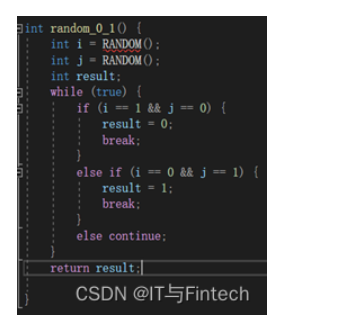 int random_0_1() {
int i = RANDOM();
int j = RANDOM();
int result;
while (true) {
if (i == 1 && j == 0) {
result = 0;
break;
}
else if (i == 0 && j == 1) {
result = 1;
break;
}
else continue;
}
return result;
}
CSDN @IT与Fintech